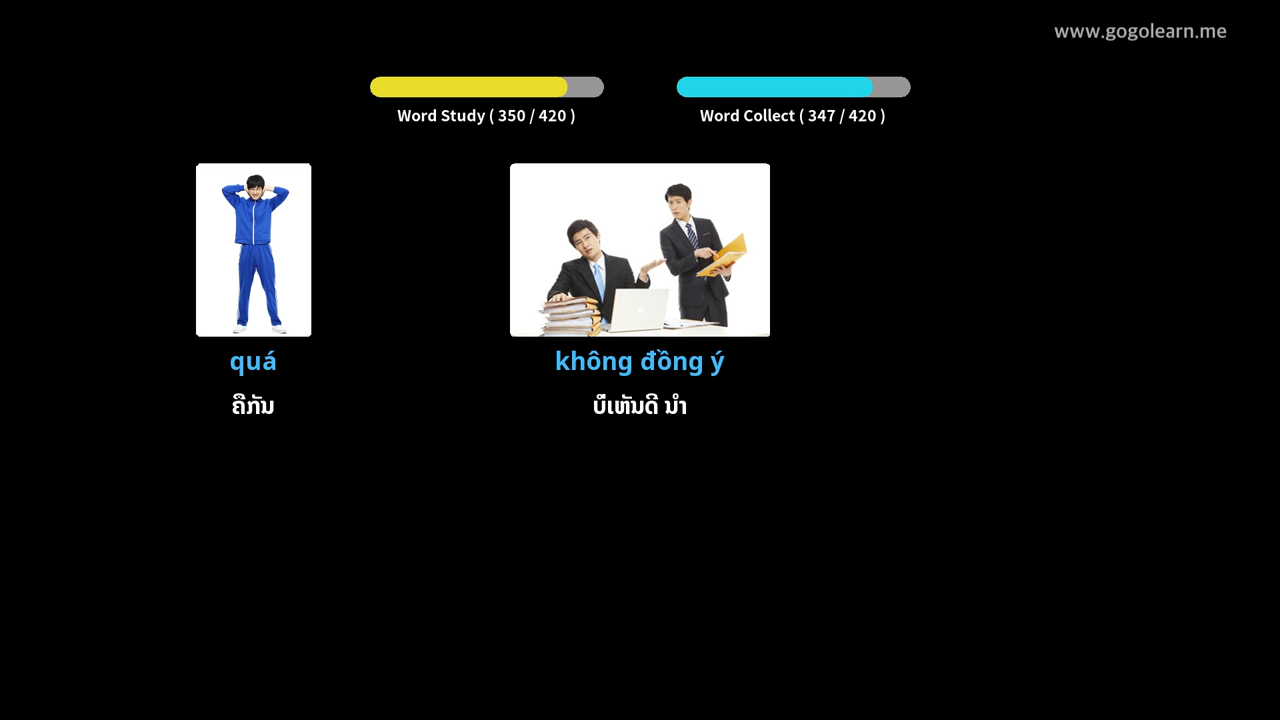 www.gogolearn.me
Word Study ( 350 / 420 )
Word Collect ( 347 / 420 )
quá
ຄືກັນ
không đồng ý
ບໍ່ເຫັນດີ ນຳ